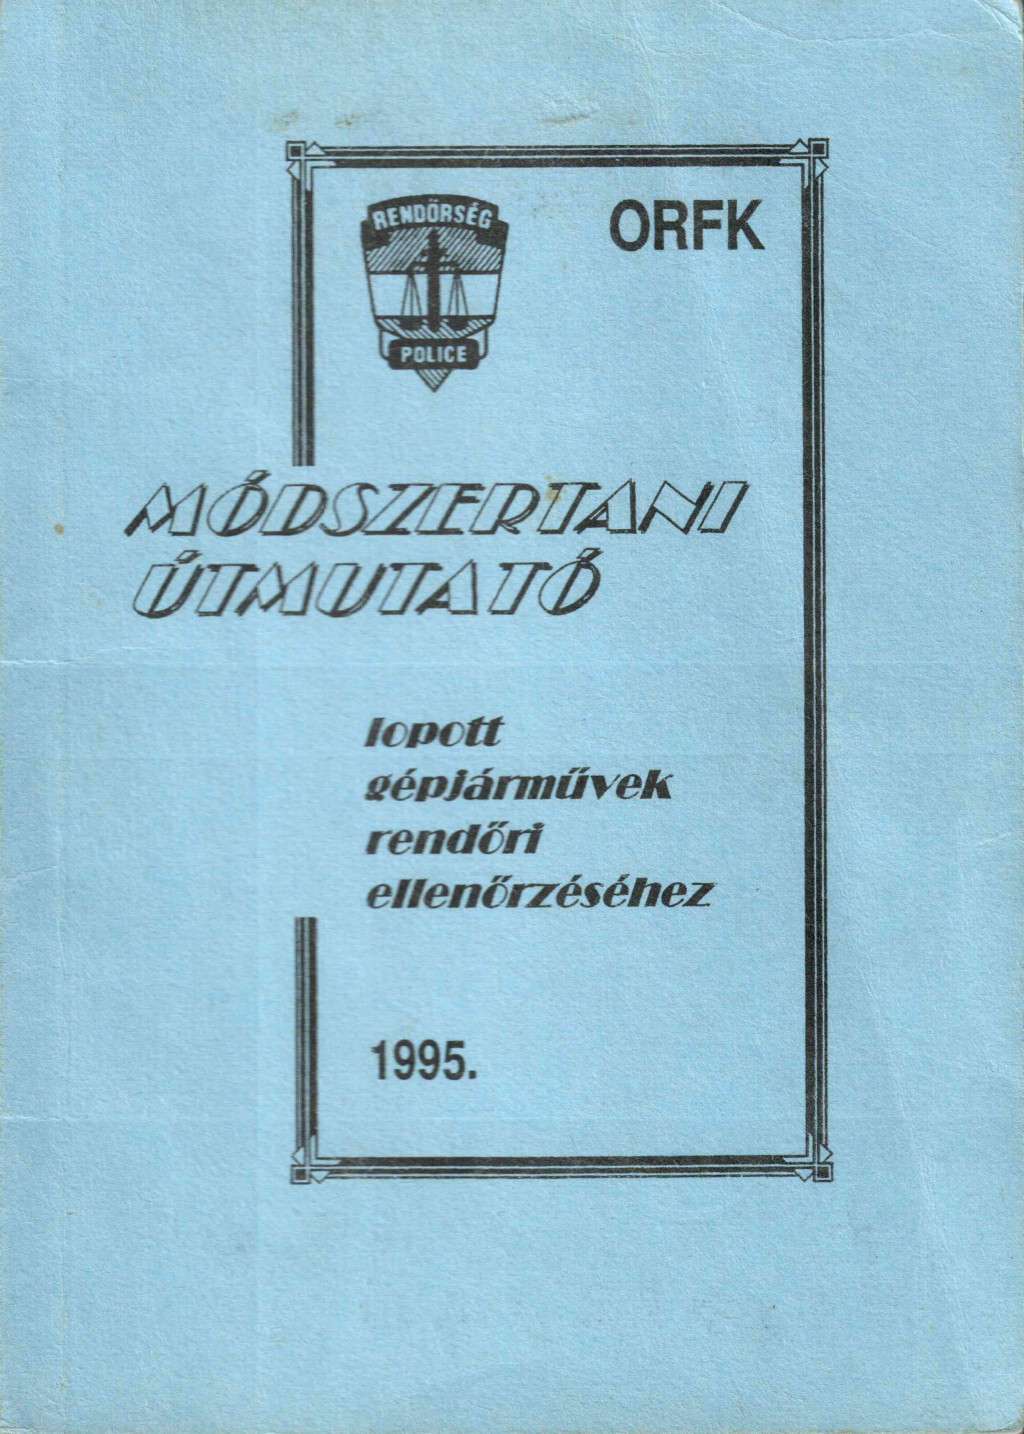 RENDŐRSÉG
POLICE
ORFK
MÓDSZERTANI
ÚTMUTATÓ
lopott
gépjárművek
rendőri
ellenőrzéséhez
1995.